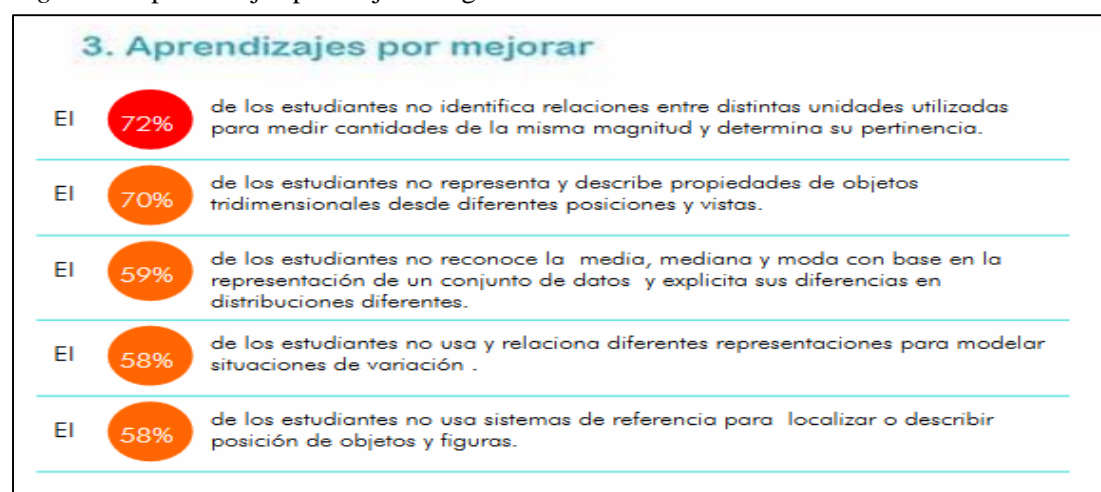 3. Aprendizajes por mejorar
El 72% de los estudiantes no identifica relaciones entre distintas unidades utilizadas
para medir cantidades de la misma magnitud y determina su pertinencia.
El 70% de los estudiantes no representa y describe propiedades de objetos
tridimensionales desde diferentes posiciones y vistas.
El 59% de los estudiantes no reconoce la media, mediana y moda con base en la
representación de un conjunto de datos y explicita sus diferencias en
distribuciones diferentes.
El 58% de los estudiantes no usa y relaciona diferentes representaciones para modelar
situaciones de variación .
El 58% de los estudiantes no usa sistemas de referencia para localizar o describir
posición de objetos y figuras.